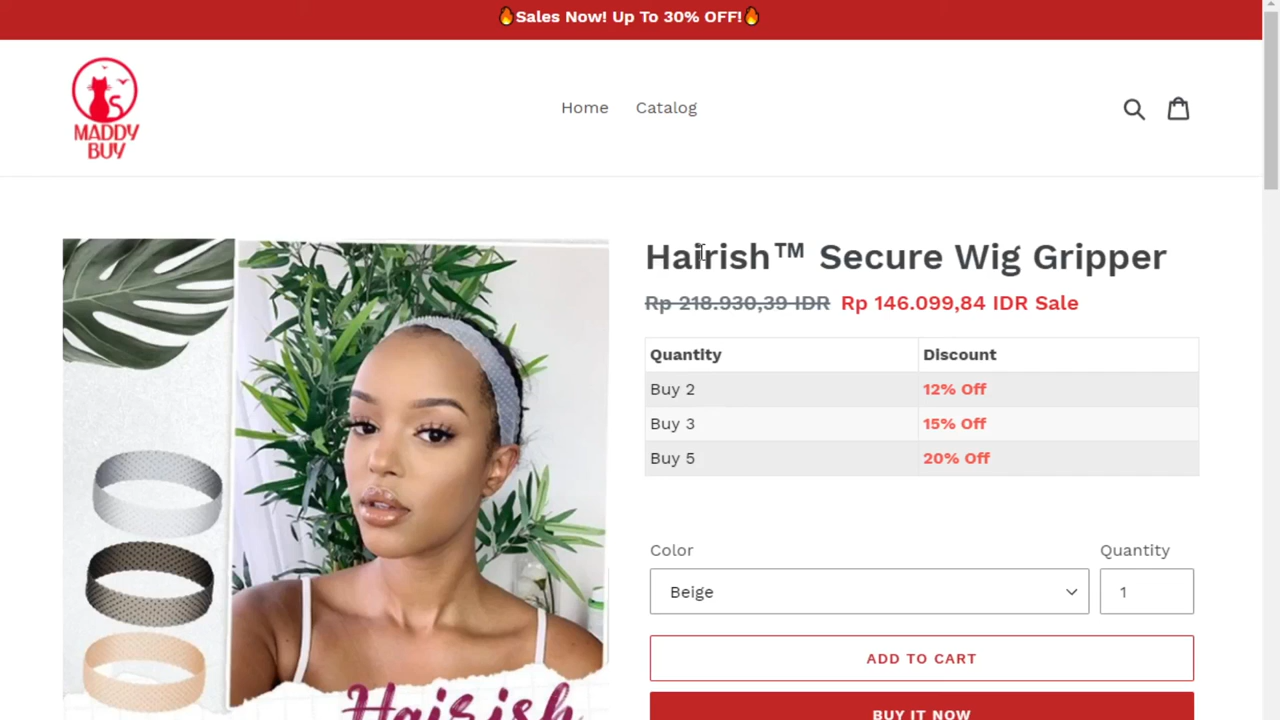 🔥Sales Now! Up To 30% OFF!🔥
MADDY
BUY
Home
Catalog
Hairish™ Secure Wig Gripper
Rp 218.930,39 IDR Rp 146.099,84 IDR Sale
Quantity Discount
Buy 2 12% Off
Buy 3 15% Off
Buy 5 20% Off
Color Quantity
Beige 1
ADD TO CART
BUY IT NOW
Hairish